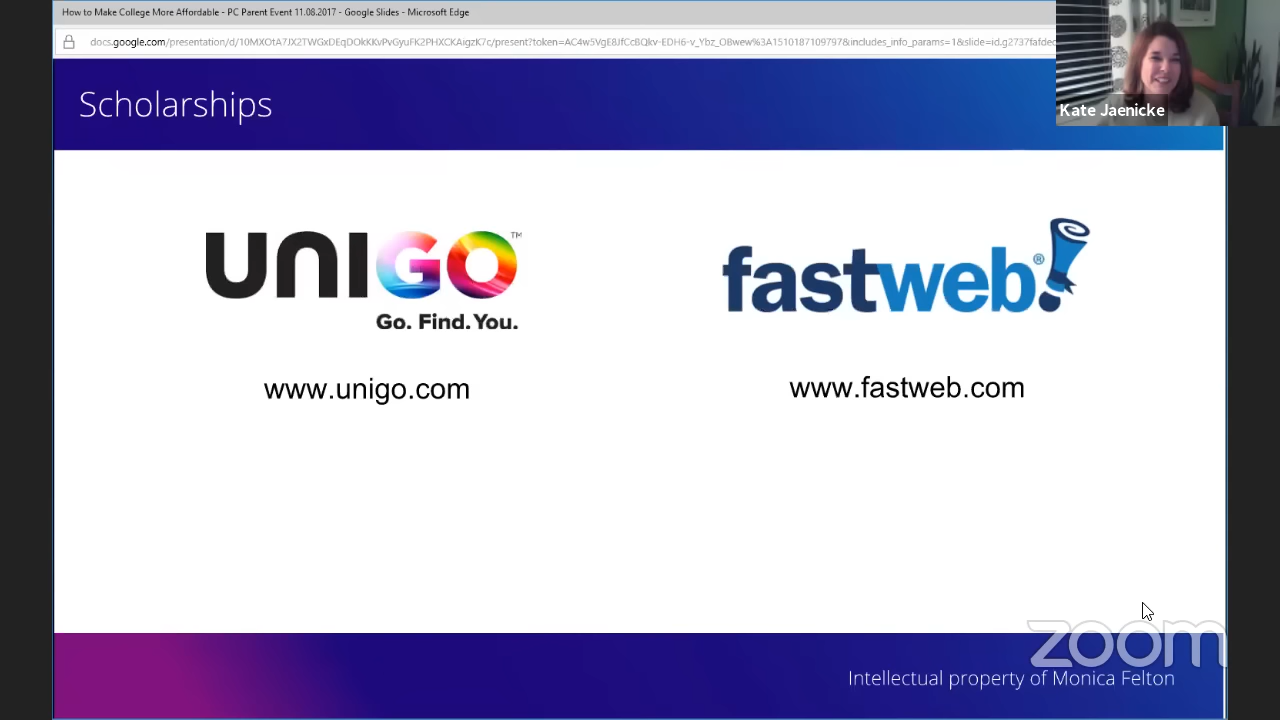 How to Make College More Affordable - PC Parent Event 11.08.2017 - Google Slides - Microsoft Edge
Kate Jaenicke
Scholarships
UNIGO™
Go. Find. You.
fastweb!®
www.unigo.com
www.fastweb.com
zoom
Intellectual property of Monica Felton